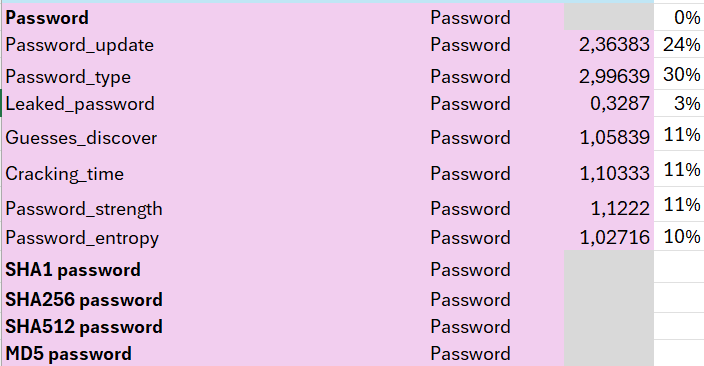 Password Password 0%
Password_update Password 2,36383 24%
Password_type Password 2,99639 30%
Leaked_password Password 0,3287 3%
Guesses_discover Password 1,05839 11%
Cracking_time Password 1,10333 11%
Password_strength Password 1,1222 11%
Password_entropy Password 1,02716 10%
SHA1 password Password
SHA256 password Password
SHA512 password Password
MD5 password Password